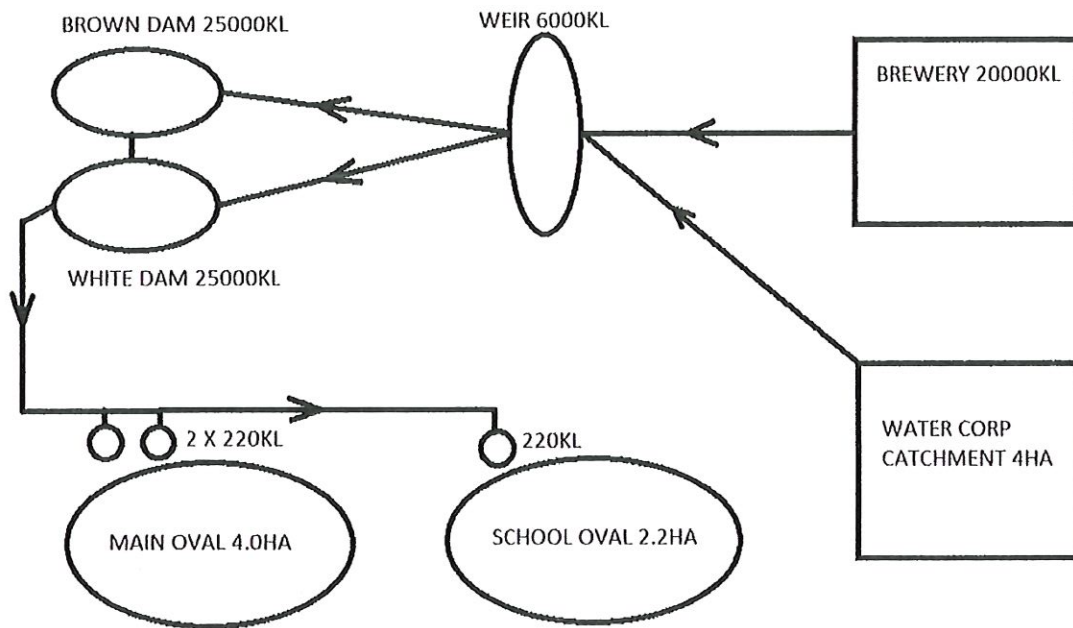 BROWN DAM 25000KL
WEIR 6000KL
BREWERY 20000KL
WHITE DAM 25000KL
2 X 220KL
220KL
WATER CORP
CATCHMENT 4HA
MAIN OVAL 4.0HA
SCHOOL OVAL 2.2HA